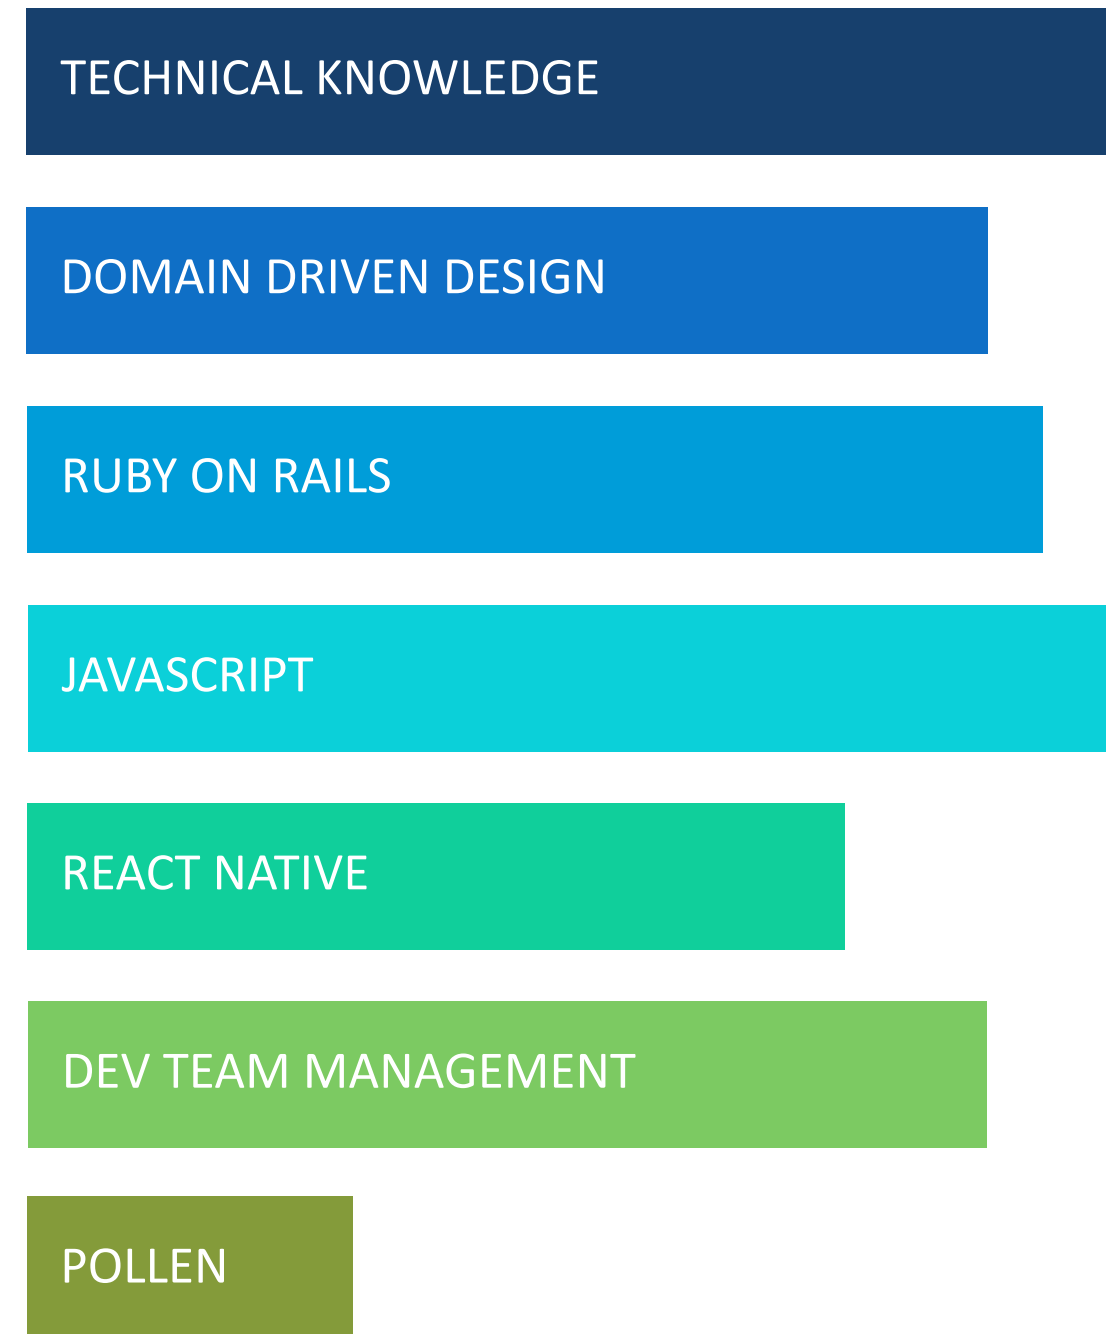 TECHNICAL KNOWLEDGE
DOMAIN DRIVEN DESIGN
RUBY ON RAILS
JAVASCRIPT
REACT NATIVE
DEV TEAM MANAGEMENT
POLLEN